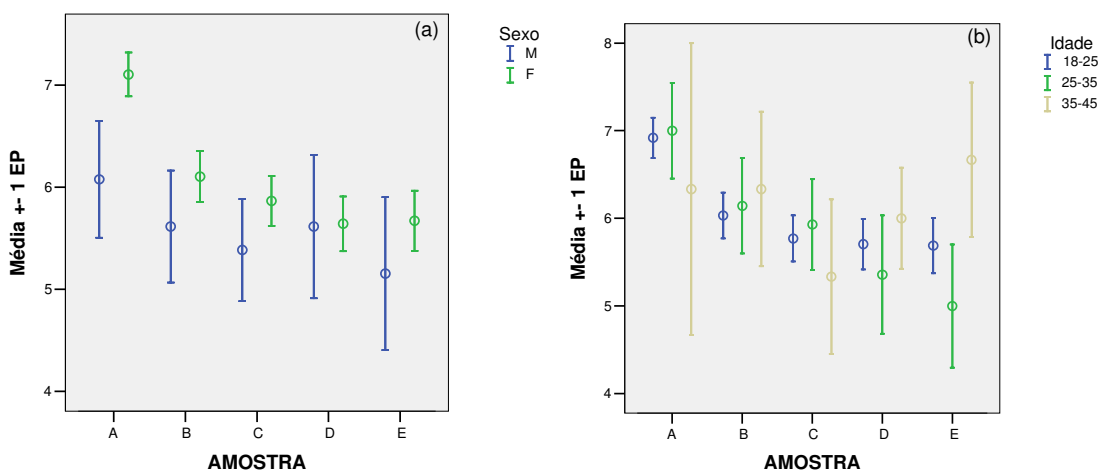 (a)
Sexo
M
F
7
6
5
4
Média +- 1 EP
A B C D E
AMOSTRA
(b)
Idade
18-25
25-35
35-45
8
7
6
5
4
Média +- 1 EP
A B C D E
AMOSTRA